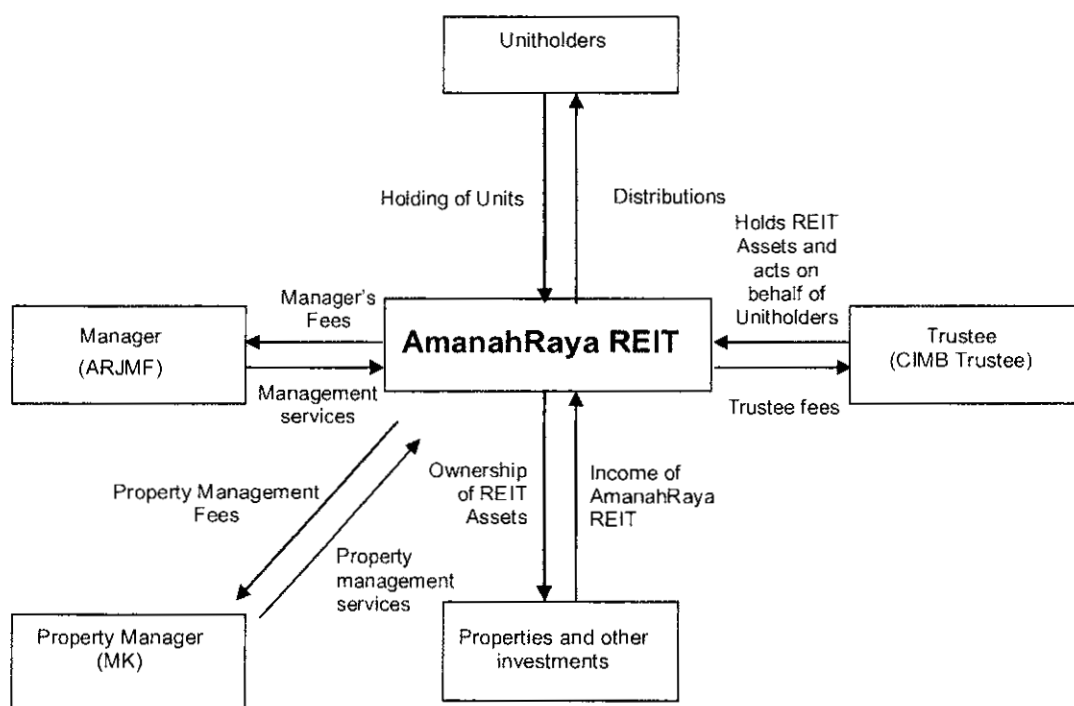 Unitholders
Holding of Units
Distributions
Holds REIT
Assets and
acts on
behalf of
Unitholders
Manager's
Fees
Manager
(ARJMF)
AmanahRaya REIT
Trustee
(CIMB Trustee)
Management
services
Trustee fees
Property Management
Fees
Ownership
of REIT
Assets
Income of
AmanahRaya
REIT
Property
management
services
Property Manager
(MK)
Properties and other
investments